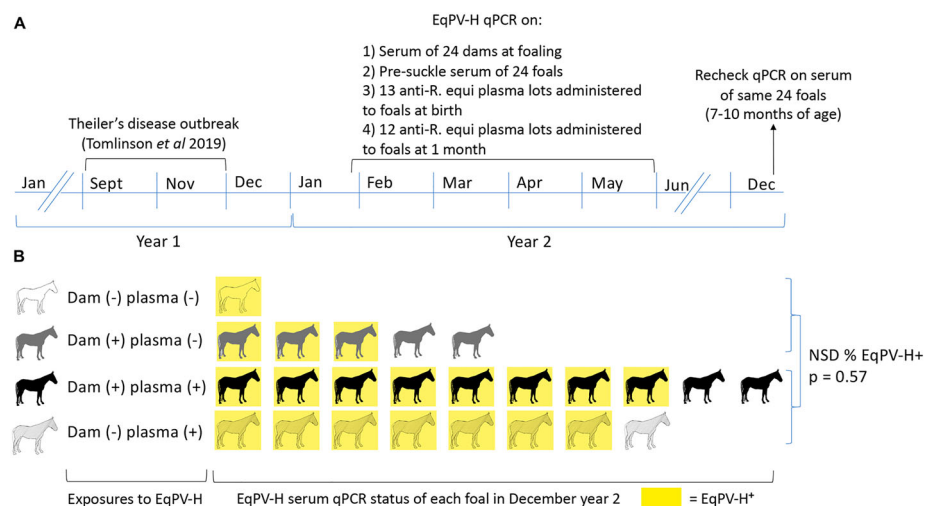 A
EqPV-H qPCR on:
1) Serum of 24 dams at foaling
2) Pre-suckle serum of 24 foals
3) 13 anti-R. equi plasma lots administered
to foals at birth
4) 12 anti-R. equi plasma lots administered
to foals at 1 month
Recheck qPCR on serum
of same 24 foals
(7-10 months of age)
Theiler's disease outbreak
(Tomlinson et al 2019)
Jan Sept Nov Dec Jan Feb Mar Apr May Jun Dec
Year 1 Year 2
B
Dam (-) plasma (-)
Dam (+) plasma (-)
Dam (+) plasma (+)
Dam (-) plasma (+)
NSD % EqPV-H+
p = 0.57
Exposures to EqPV-H
EqPV-H serum qPCR status of each foal in December year 2
= EqPV-H⁺